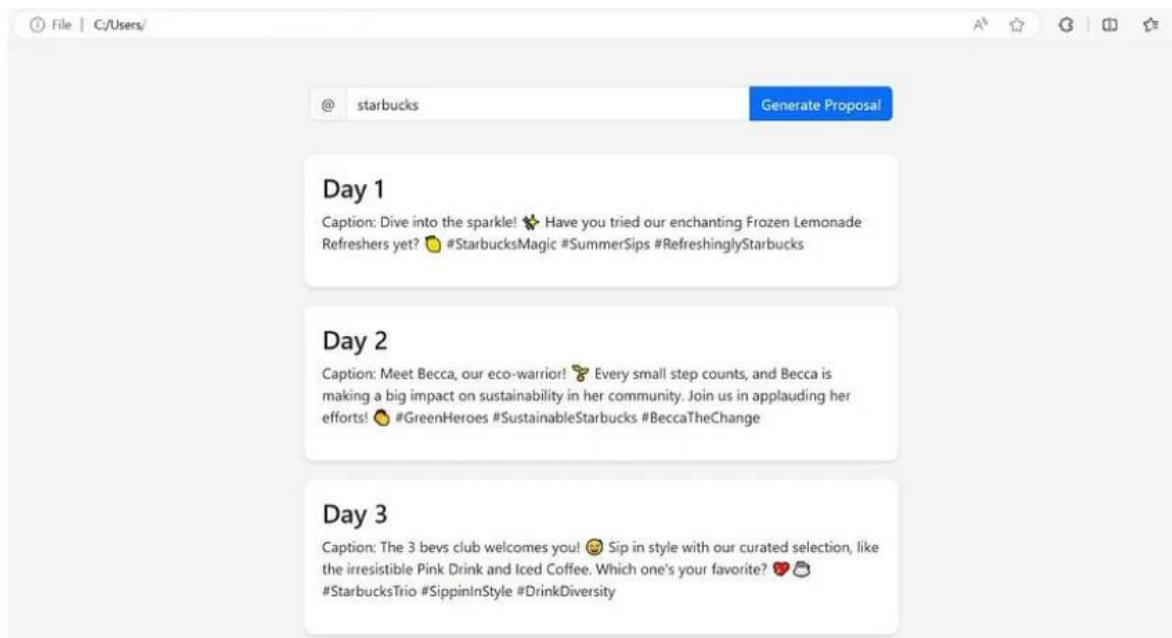 File | C:/Users/
@ starbucks Generate Proposal
Day 1
Caption: Dive into the sparkle! ✨ Have you tried our enchanting Frozen Lemonade
Refreshers yet? 🍋 #StarbucksMagic #SummerSips #RefreshinglyStarbucks
Day 2
Caption: Meet Becca, our eco-warrior! 🌱 Every small step counts, and Becca is
making a big impact on sustainability in her community. Join us in applauding her
efforts! 👏 #GreenHeroes #SustainableStarbucks #BeccaTheChange
Day 3
Caption: The 3 bevs club welcomes you! 😅 Sip in style with our curated selection, like
the irresistible Pink Drink and Iced Coffee. Which one's your favorite? 💖☕
#StarbucksTrio #SippinInStyle #DrinkDiversity